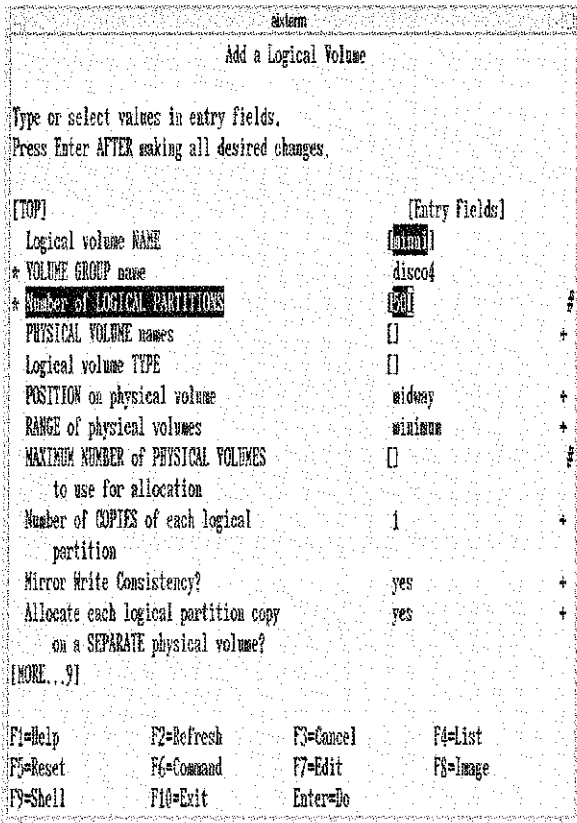 aixterm
Add a Logical Volume
Type or select values in entry fields.
Press Enter AFTER making all desired changes.
[TOP] [Entry Fields]
Logical volume NAME
* VOLUME GROUP name disco4
* Number of LOGICAL PARTITIONS #
PHYSICAL VOLUME names [] +
Logical volume TYPE []
POSITION on physical volume midway +
RANGE of physical volumes minimum +
MAXIMUM NUMBER of PHYSICAL VOLUMES [] #
to use for allocation
Number of COPIES of each logical 1 +
partition
Mirror Write Consistency? yes +
Allocate each logical partition copy yes +
on a SEPARATE physical volume?
[MORE...9]
F1=Help F2=Refresh F3=Cancel F4=List
F5=Reset F6=Command F7=Edit F8=Image
F9=Shell F10=Exit Enter=Do